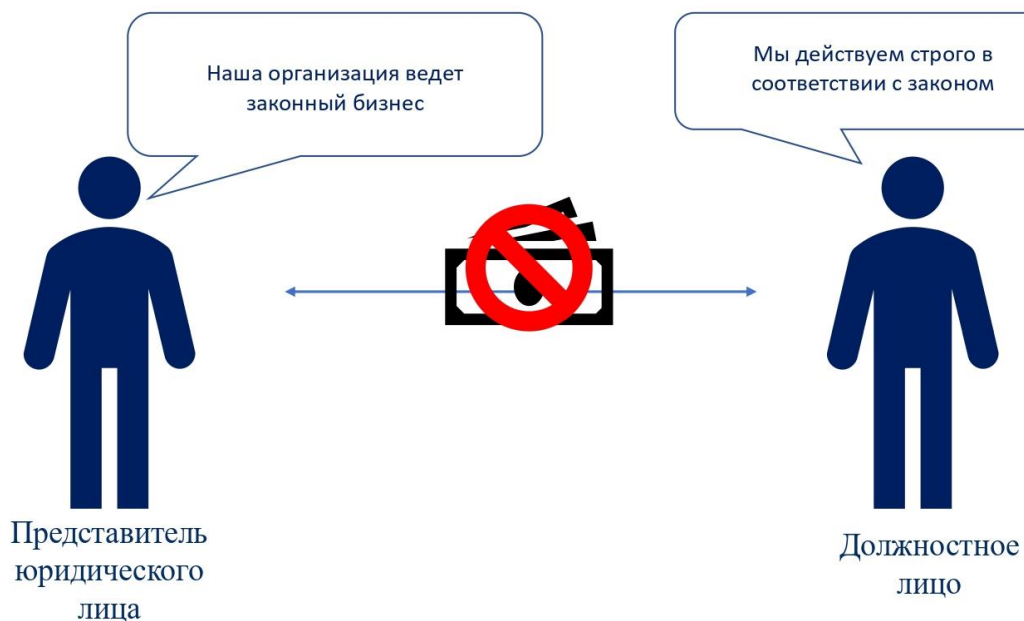 Наша организация ведет
законный бизнес
Мы действуем строго в
соответствии с законом
Представитель
юридического
лица
Должностное
лицо